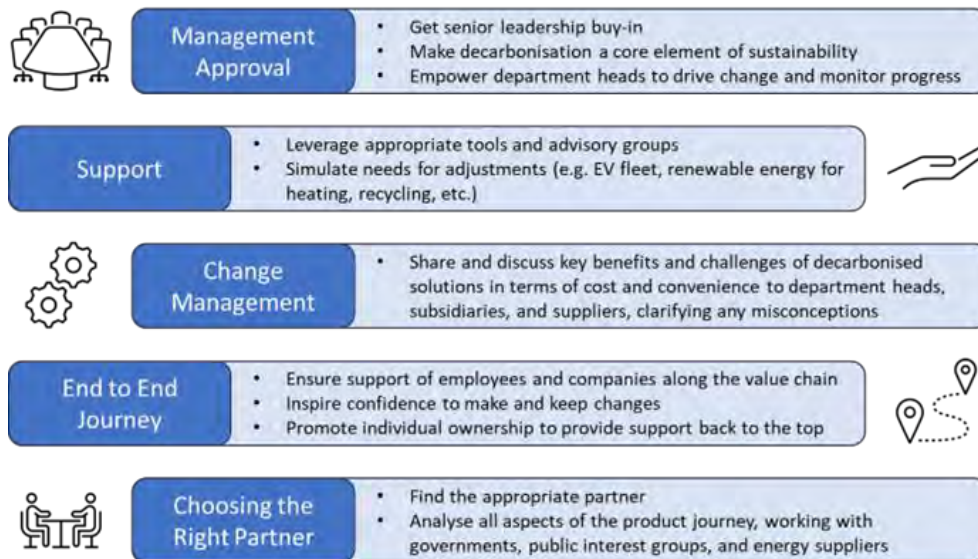 Management
Approval
• Get senior leadership buy-in
• Make decarbonisation a core element of sustainability
• Empower department heads to drive change and monitor progress
Support
• Leverage appropriate tools and advisory groups
• Simulate needs for adjustments (e.g. EV fleet, renewable energy for
heating, recycling, etc.)
Change
Management
• Share and discuss key benefits and challenges of decarbonised
solutions in terms of cost and convenience to department heads,
subsidiaries, and suppliers, clarifying any misconceptions
End to End
Journey
• Ensure support of employees and companies along the value chain
• Inspire confidence to make and keep changes
• Promote individual ownership to provide support back to the top
Choosing the
Right Partner
• Find the appropriate partner
• Analyse all aspects of the product journey, working with
governments, public interest groups, and energy suppliers